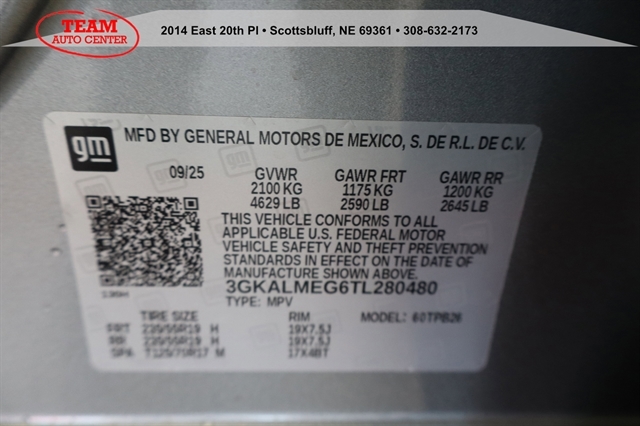 TEAM
AUTO CENTER
2014 East 20th Pl • Scottsbluff, NE 69361 • 308-632-2173
gm
MFD BY GENERAL MOTORS DE MEXICO, S. DE R.L. DE C.V.
09/25 GVWR GAWR FRT GAWR RR
2100 KG 1175 KG 1200 KG
4629 LB 2590 LB 2645 LB
THIS VEHICLE CONFORMS TO ALL
APPLICABLE U.S. FEDERAL MOTOR
VEHICLE SAFETY AND THEFT PREVENTION
STANDARDS IN EFFECT ON THE DATE OF
MANUFACTURE SHOWN ABOVE.
3GKALMEG6TL280480
TYPE: MPV
TIRE SIZE RIM MODEL: 60TPB26
FRT 235/55R19 H 19X7.5J
RR 235/55R19 H 19X7.5J
SPA T125/70R17 M 17X4BT